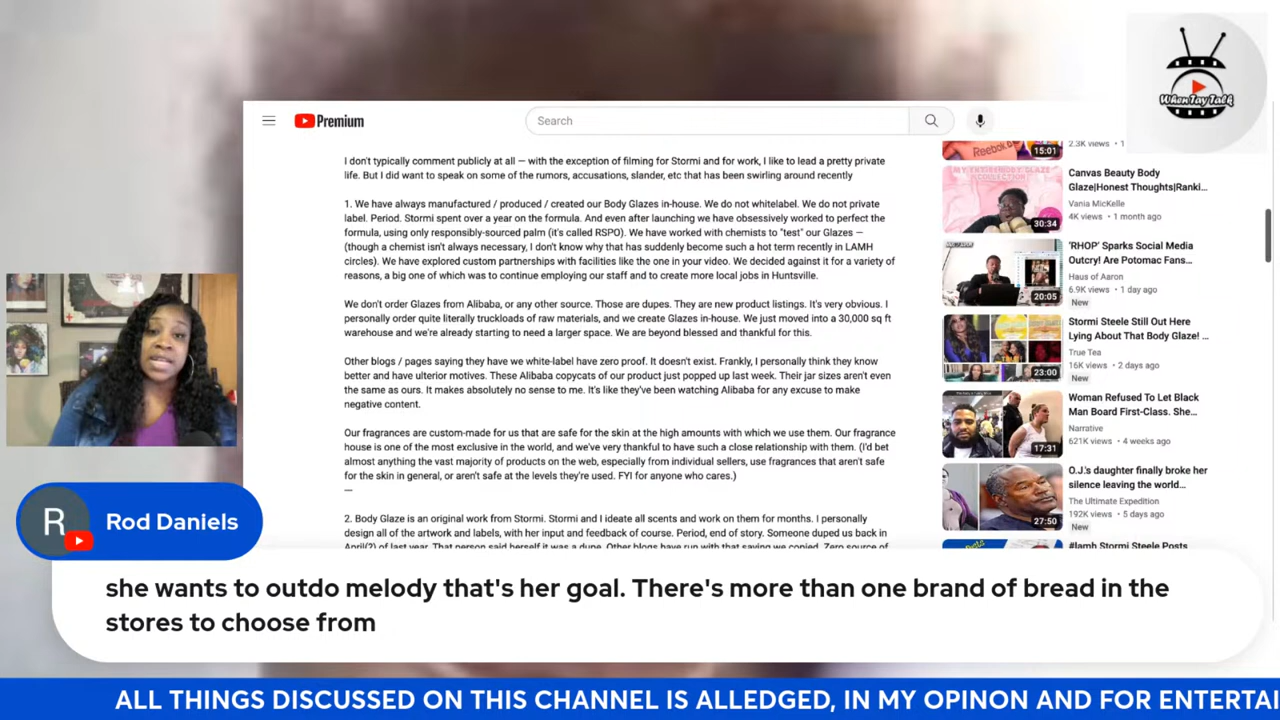 WhenTayTalk
Premium
Search
I don't typically comment publicly at all — with the exception of filming for Stormi and for work, I like to lead a pretty private
life. But I did want to speak on some of the rumors, accusations, slander, etc that has been swirling around recently
1. We have always manufactured / produced / created our Body Glazes in-house. We do not whitelabel. We do not private
label. Period. Stormi spent over a year on the formula. And even after launching we have obsessively worked to perfect the
formula, using only responsibly-sourced palm (it's called RSPO). We have worked with chemists to "test" our Glazes —
(though a chemist isn't always necessary, I don't know why that has suddenly become such a hot term recently in LAMH
circles). We have explored custom partnerships with facilities like the one in your video. We decided against it for a variety of
reasons, a big one of which was to continue employing our staff and to create more local jobs in Huntsville.
We don't order Glazes from Alibaba, or any other source. Those are dupes. They are new product listings. It's very obvious. I
personally order quite literally truckloads of raw materials, and we create Glazes in-house. We just moved into a 30,000 sq ft
warehouse and we're already starting to need a larger space. We are beyond blessed and thankful for this.
Other blogs / pages saying they have we white-label have zero proof. It doesn't exist. Frankly, I personally think they know
better and have ulterior motives. These Alibaba copycats of our product just popped up last week. Their jar sizes aren't even
the same as ours. It makes absolutely no sense to me. It's like they've been watching Alibaba for any excuse to make
negative content.
Our fragrances are custom-made for us that are safe for the skin at the high amounts with which we use them. Our fragrance
house is one of the most exclusive in the world, and we've very thankful to have such a close relationship with them. (I'd bet
almost anything the vast majority of products on the web, especially from individual sellers, use fragrances that aren't safe
for the skin in general, or aren't safe at the levels they're used. FYI for anyone who cares.)
—
2. Body Glaze is an original work from Stormi. Stormi and I ideate all scents and work on them for months. I personally
design all of the artwork and labels, with her input and feedback of course. Period, end of story. Someone duped us back in
April(?) of last year. That person said herself it was a dupe. Other blogs have run with that saying we copied. Zero source of
Reebok
15:01
2.3K views • 1
30:34
Canvas Beauty Body
Glaze|Honest Thoughts|Ranki...
Vania McKelle
4K views • 1 month ago
20:05
'RHOP' Sparks Social Media
Outcry! Are Potomac Fans...
Haus of Aaron
6.9K views • 1 day ago
New
23:00
Stormi Steele Still Out Here
Lying About That Body Glaze! ...
True Tea
16K views • 2 days ago
New
17:31
Woman Refused To Let Black
Man Board First-Class. She...
Narrative
621K views • 4 weeks ago
27:50
O.J.'s daughter finally broke her
silence leaving the world...
The Ultimate Expedition
192K views • 5 days ago
New
#lamh Stormi Steele Posts
R
Rod Daniels
she wants to outdo melody that's her goal. There's more than one brand of bread in the
stores to choose from
ALL THINGS DISCUSSED ON THIS CHANNEL IS ALLEDGED, IN MY OPINON AND FOR ENTERTAI